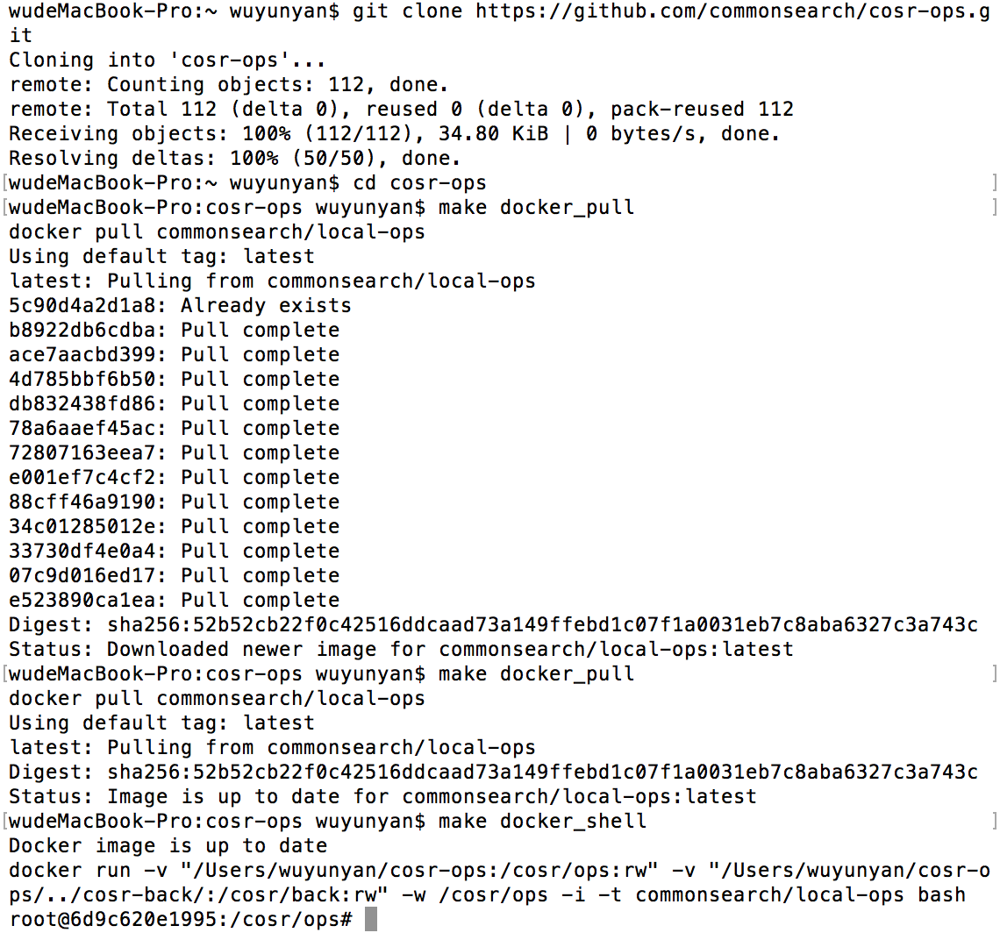 wudeMacBook-Pro:~ wuyunyan$ git clone https://github.com/commonsearch/cosr-ops.g
it
Cloning into 'cosr-ops'...
remote: Counting objects: 112, done.
remote: Total 112 (delta 0), reused 0 (delta 0), pack-reused 112
Receiving objects: 100% (112/112), 34.80 KiB | 0 bytes/s, done.
Resolving deltas: 100% (50/50), done.
[wudeMacBook-Pro:~ wuyunyan$ cd cosr-ops ]
[wudeMacBook-Pro:cosr-ops wuyunyan$ make docker_pull ]
docker pull commonsearch/local-ops
Using default tag: latest
latest: Pulling from commonsearch/local-ops
5c90d4a2d1a8: Already exists
b8922db6cdba: Pull complete
ace7aacbd399: Pull complete
4d785bbf6b50: Pull complete
db832438fd86: Pull complete
78a6aaef45ac: Pull complete
72807163eea7: Pull complete
e001ef7c4cf2: Pull complete
88cff46a9190: Pull complete
34c01285012e: Pull complete
33730df4e0a4: Pull complete
07c9d016ed17: Pull complete
e523890ca1ea: Pull complete
Digest: sha256:52b52cb22f0c42516ddcaad73a149ffebd1c07f1a0031eb7c8aba6327c3a743c
Status: Downloaded newer image for commonsearch/local-ops:latest
[wudeMacBook-Pro:cosr-ops wuyunyan$ make docker_pull ]
docker pull commonsearch/local-ops
Using default tag: latest
latest: Pulling from commonsearch/local-ops
Digest: sha256:52b52cb22f0c42516ddcaad73a149ffebd1c07f1a0031eb7c8aba6327c3a743c
Status: Image is up to date for commonsearch/local-ops:latest
[wudeMacBook-Pro:cosr-ops wuyunyan$ make docker_shell ]
Docker image is up to date
docker run -v "/Users/wuyunyan/cosr-ops:/cosr/ops:rw" -v "/Users/wuyunyan/cosr-o
ps/../cosr-back/:/cosr/back:rw" -w /cosr/ops -i -t commonsearch/local-ops bash
root@6d9c620e1995:/cosr/ops#